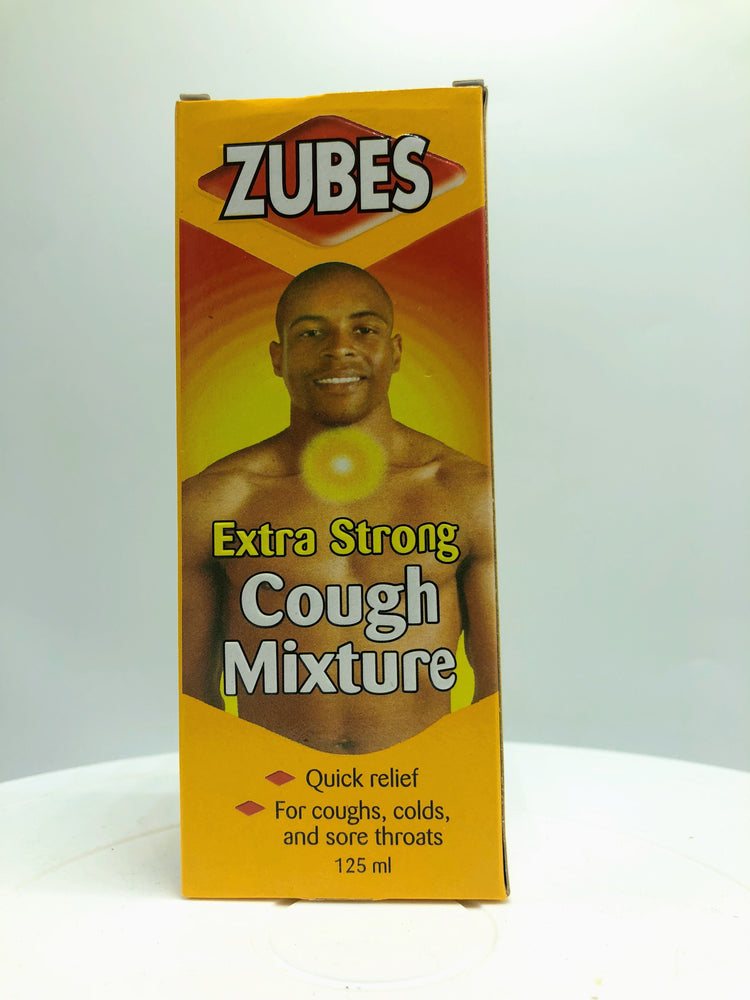 ZUBES
Extra Strong
Cough
Mixture
Quick relief
For coughs, colds,
and sore throats
125 ml